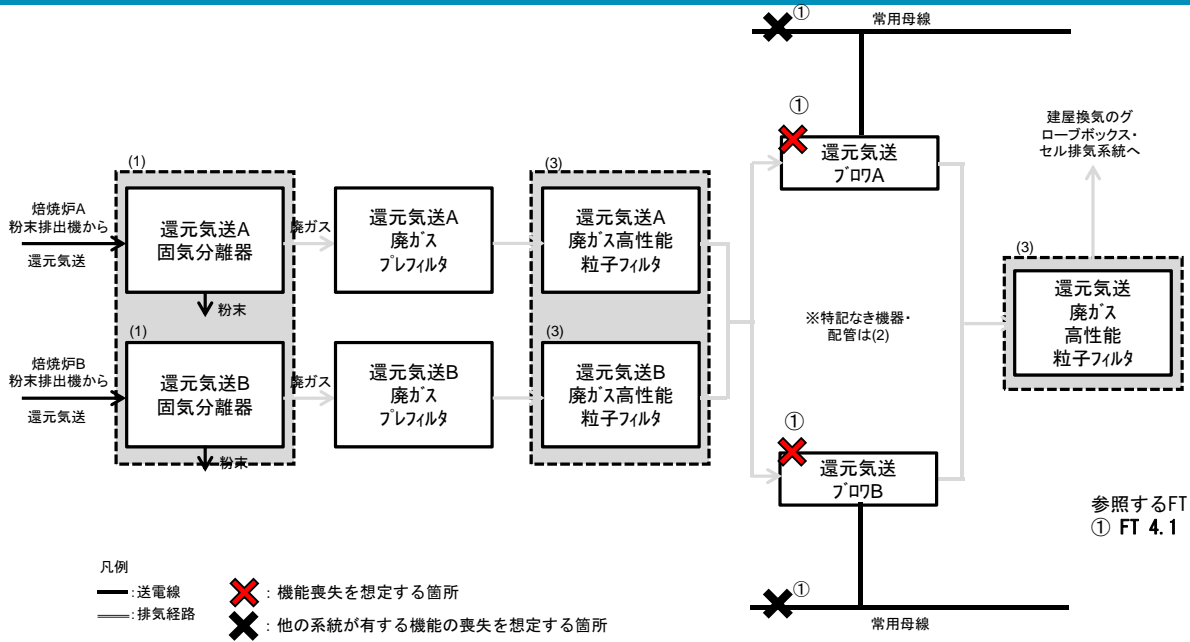 ①
常用母線
①
還元気送
ブロワA
建屋換気のグ
ローブボックス・
セル排気系統へ
(1)
焙焼炉A
粉末排出機から
還元気送
還元気送A
固気分離器
粉末
廃ガス
還元気送A
廃ガス
プレフィルタ
(3)
還元気送A
廃ガス高性能
粒子フィルタ
(1)
焙焼炉B
粉末排出機から
還元気送
還元気送B
固気分離器
粉末
廃ガス
還元気送B
廃ガス
プレフィルタ
(3)
還元気送B
廃ガス高性能
粒子フィルタ
※特記なき機器・
配管は(2)
(3)
還元気送
廃ガス
高性能
粒子フィルタ
①
還元気送
ブロワB
①
常用母線
参照するFT
① FT 4.1
凡例
:送電線
:排気経路
: 機能喪失を想定する箇所
: 他の系統が有する機能の喪失を想定する箇所